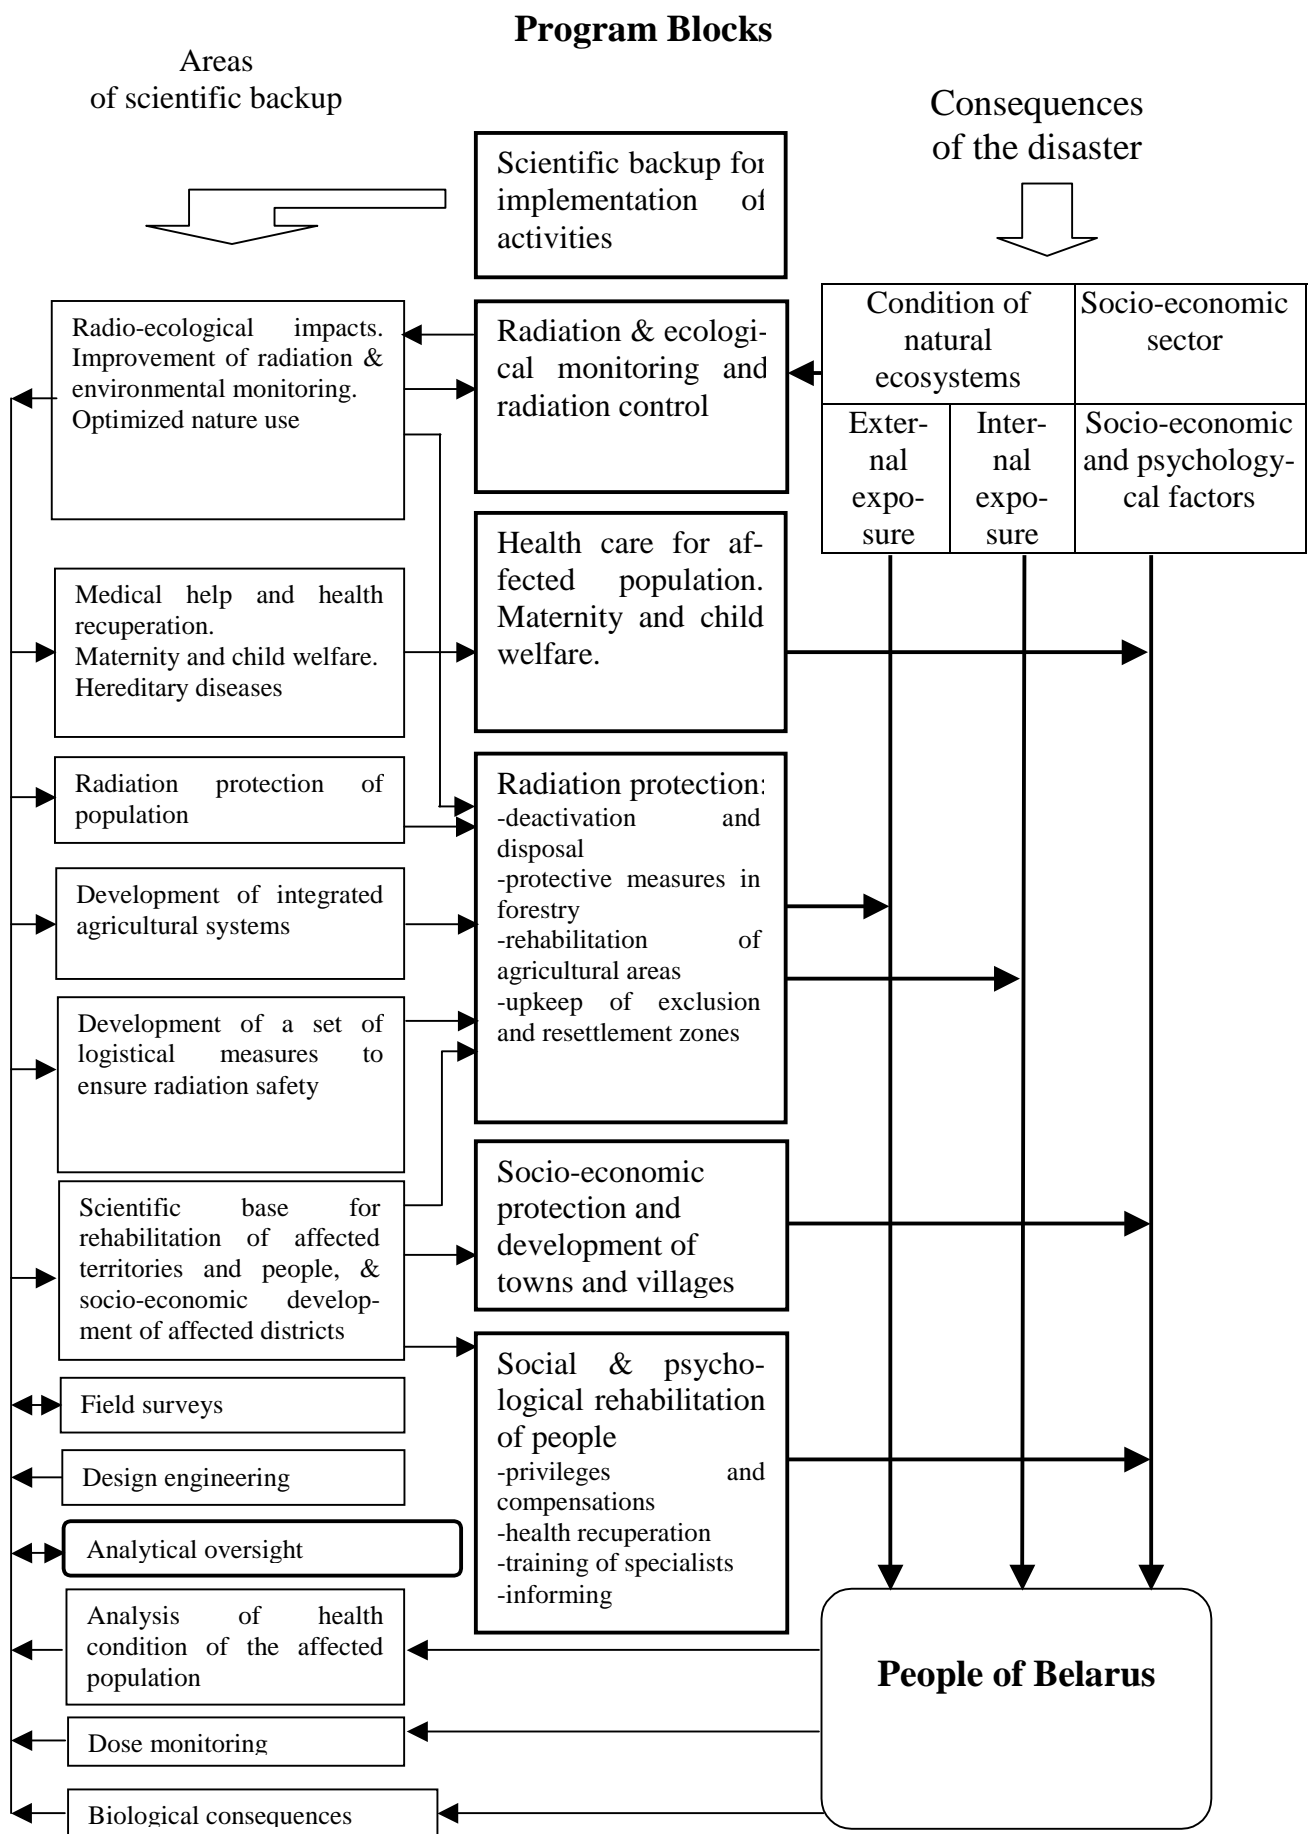 Program Blocks
Areas
of scientific backup
Consequences
of the disaster
Scientific backup for
implementation of
activities
Radio-ecological impacts.
Improvement of radiation &
environmental monitoring.
Optimized nature use
Medical help and health
recuperation.
Maternity and child welfare.
Hereditary diseases
Radiation protection of
population
Development of integrated
agricultural systems
Development of a set of
logistical measures to
ensure radiation safety
Scientific base for
rehabilitation of affected
territories and people, &
socio-economic develop-
ment of affected districts
Field surveys
Design engineering
Analytical oversight
Analysis of health
condition of the affected
population
Dose monitoring
Biological consequences
Radiation & ecologi-
cal monitoring and
radiation control
Health care for af-
fected population.
Maternity and child
welfare.
Radiation protection:
-deactivation and
disposal
-protective measures in
forestry
-rehabilitation of
agricultural areas
-upkeep of exclusion
and resettlement zones
Socio-economic
protection and
development of
towns and villages
Social & psycho-
logical rehabilitation
of people
-privileges and
compensations
-health recuperation
-training of specialists
-informing
Condition of
natural
ecosystems
Socio-economic
sector
Exter-
nal
expo-
sure
Inter-
nal
expo-
sure
Socio-economic
and psychology-
cal factors
People of Belarus